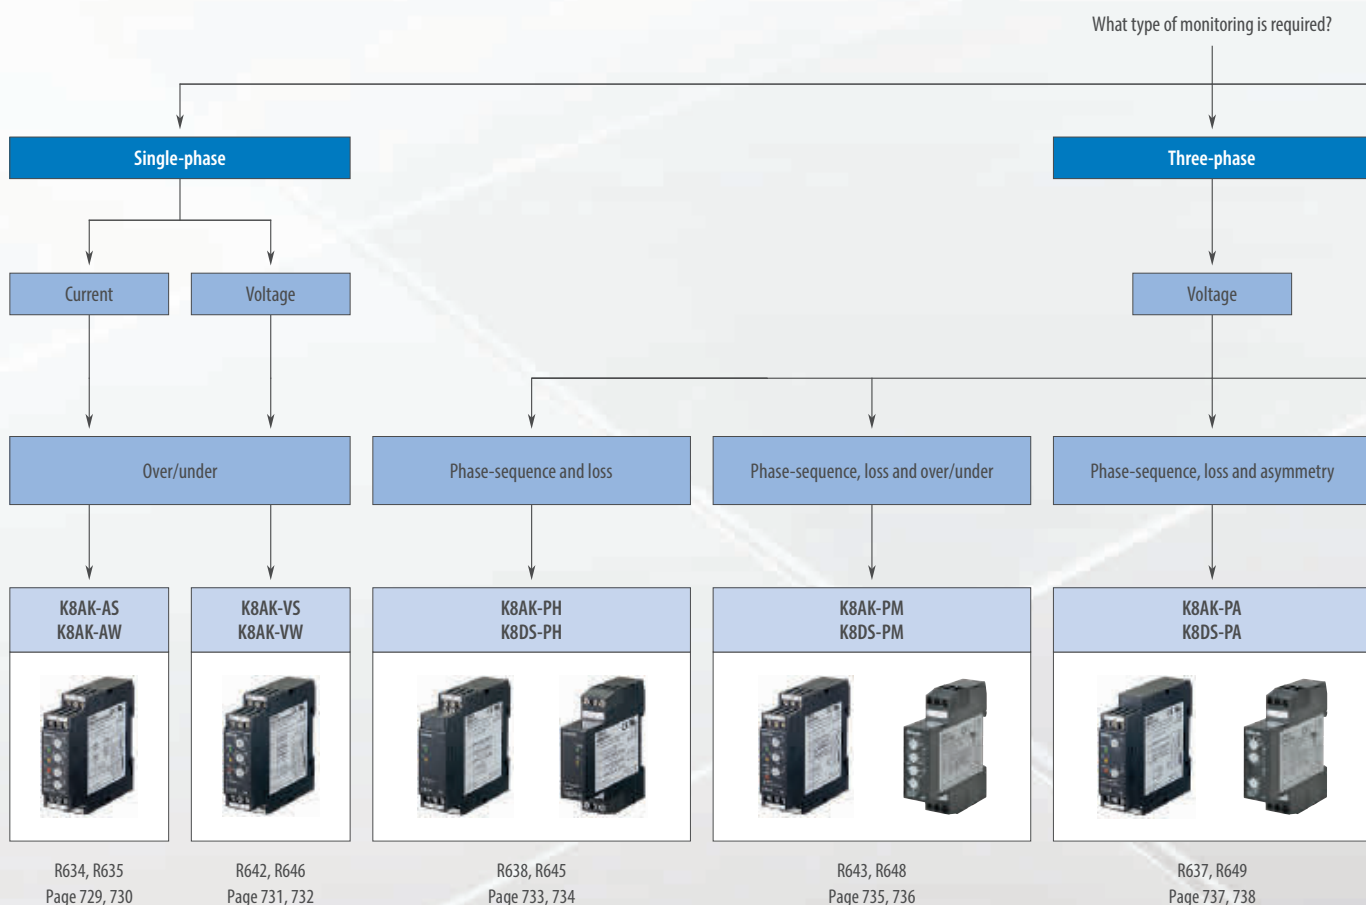 What type of monitoring is required?
Single-phase
Three-phase
Current
Voltage
Voltage
Over/under
Phase-sequence and loss
Phase-sequence, loss and over/under
Phase-sequence, loss and asymmetry
K8AK-AS
K8AK-AW
K8AK-VS
K8AK-VW
K8AK-PH
K8DS-PH
K8AK-PM
K8DS-PM
K8AK-PA
K8DS-PA
R634, R635
Page 729, 730
R642, R646
Page 731, 732
R638, R645
Page 733, 734
R643, R648
Page 735, 736
R637, R649
Page 737, 738